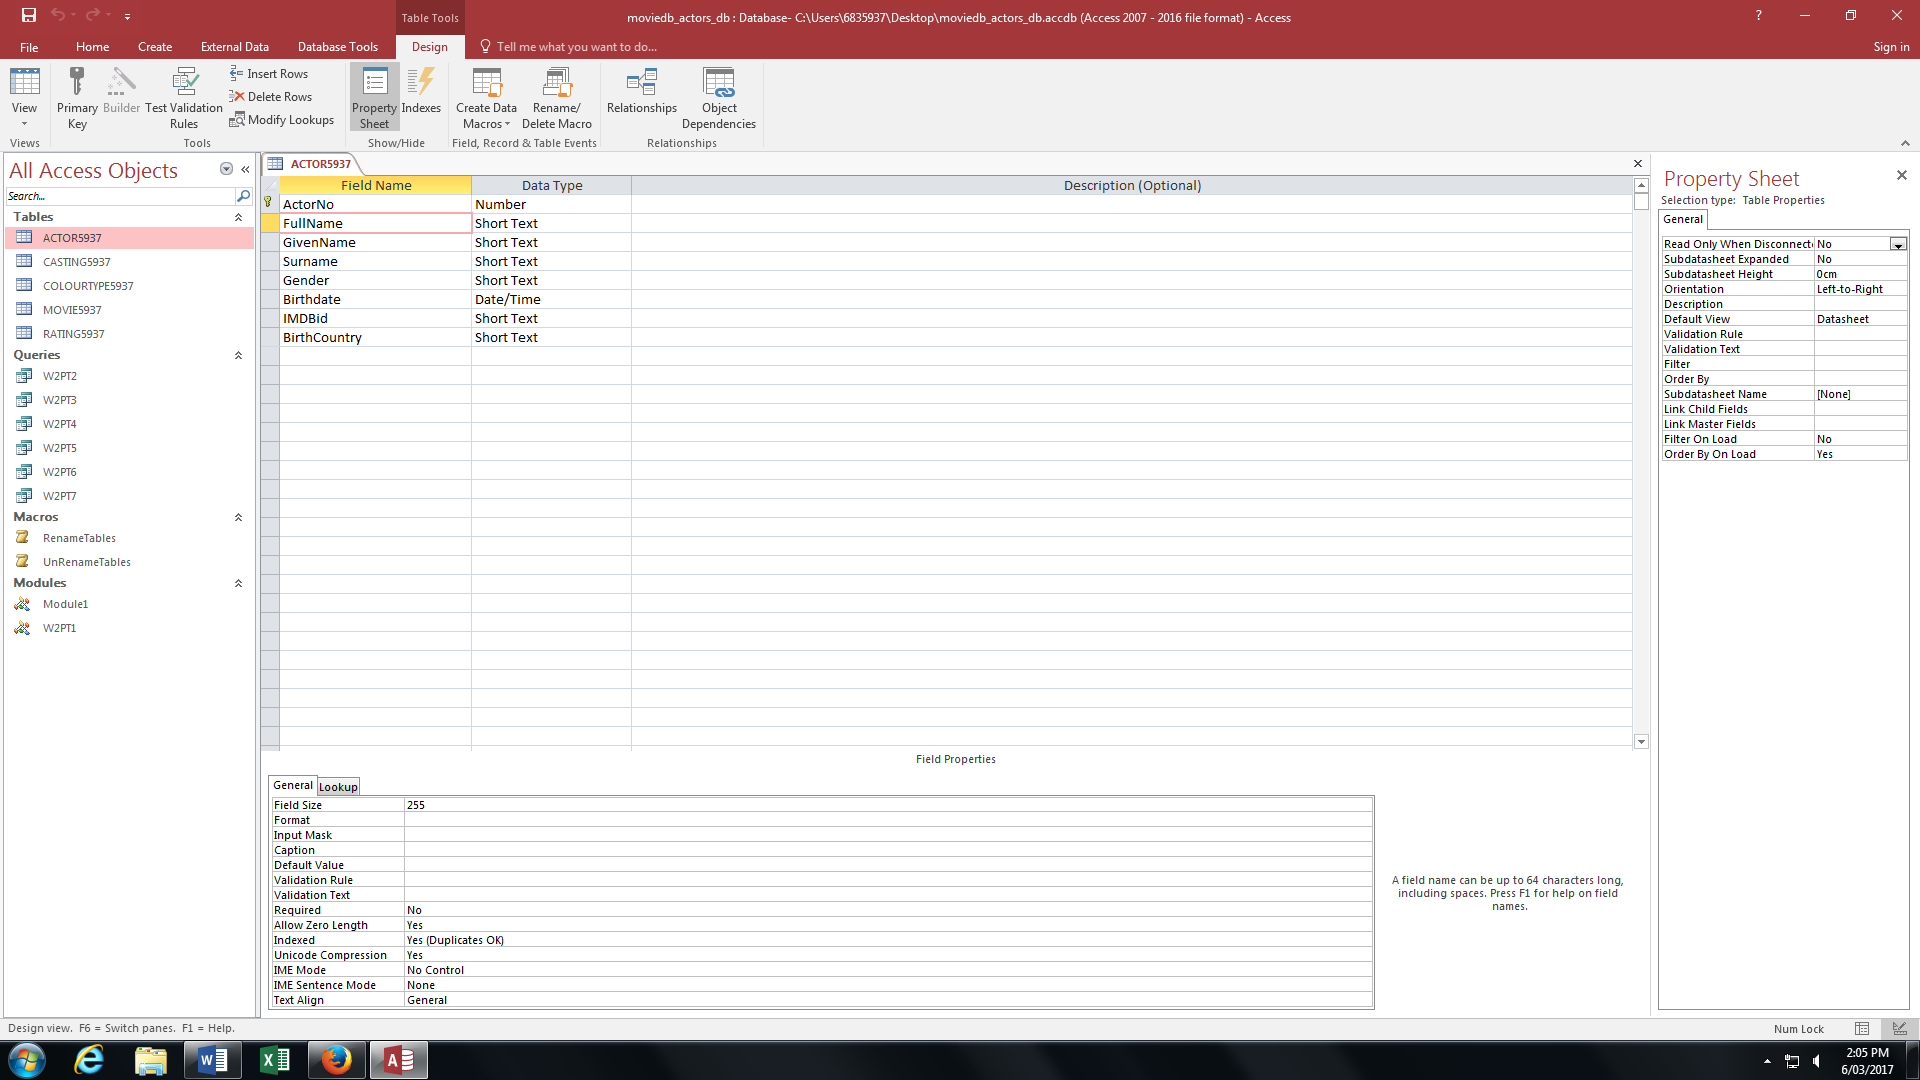 Table Tools
moviedb_actors_db : Database- C:\Users\6835937\Desktop\moviedb_actors_db.accdb (Access 2007 - 2016 file format) - Access
?
File Home Create External Data Database Tools Design Tell me what you want to do... Sign in
View
Primary Key
Builder
Test Validation Rules
Insert Rows
Delete Rows
Modify Lookups
Property Sheet
Indexes
Create Data Macros
Rename/ Delete Macro
Relationships
Object Dependencies
Views Tools Show/Hide Field, Record & Table Events Relationships
All Access Objects
Search...
Tables
ACTOR5937
CASTING5937
COLOURTYPE5937
MOVIE5937
RATING5937
Queries
W2PT2
W2PT3
W2PT4
W2PT5
W2PT6
W2PT7
Macros
RenameTables
UnRenameTables
Modules
Module1
W2PT1
ACTOR5937
Field Name Data Type Description (Optional)
ActorNo Number
FullName Short Text
GivenName Short Text
Surname Short Text
Gender Short Text
Birthdate Date/Time
IMDBid Short Text
BirthCountry Short Text
Field Properties
General Lookup
Field Size 255
Format
Input Mask
Caption
Default Value
Validation Rule
Validation Text
Required No
Allow Zero Length Yes
Indexed Yes (Duplicates OK)
Unicode Compression Yes
IME Mode No Control
IME Sentence Mode None
Text Align General
A field name can be up to 64 characters long,
including spaces. Press F1 for help on field
names.
Property Sheet
Selection type: Table Properties
General
Read Only When Disconnecte No
Subdatasheet Expanded No
Subdatasheet Height 0cm
Orientation Left-to-Right
Description
Default View Datasheet
Validation Rule
Validation Text
Filter
Order By
Subdatasheet Name [None]
Link Child Fields
Link Master Fields
Filter On Load No
Order By On Load Yes
Design view. F6 = Switch panes. F1 = Help.
Num Lock
2:05 PM
6/03/2017